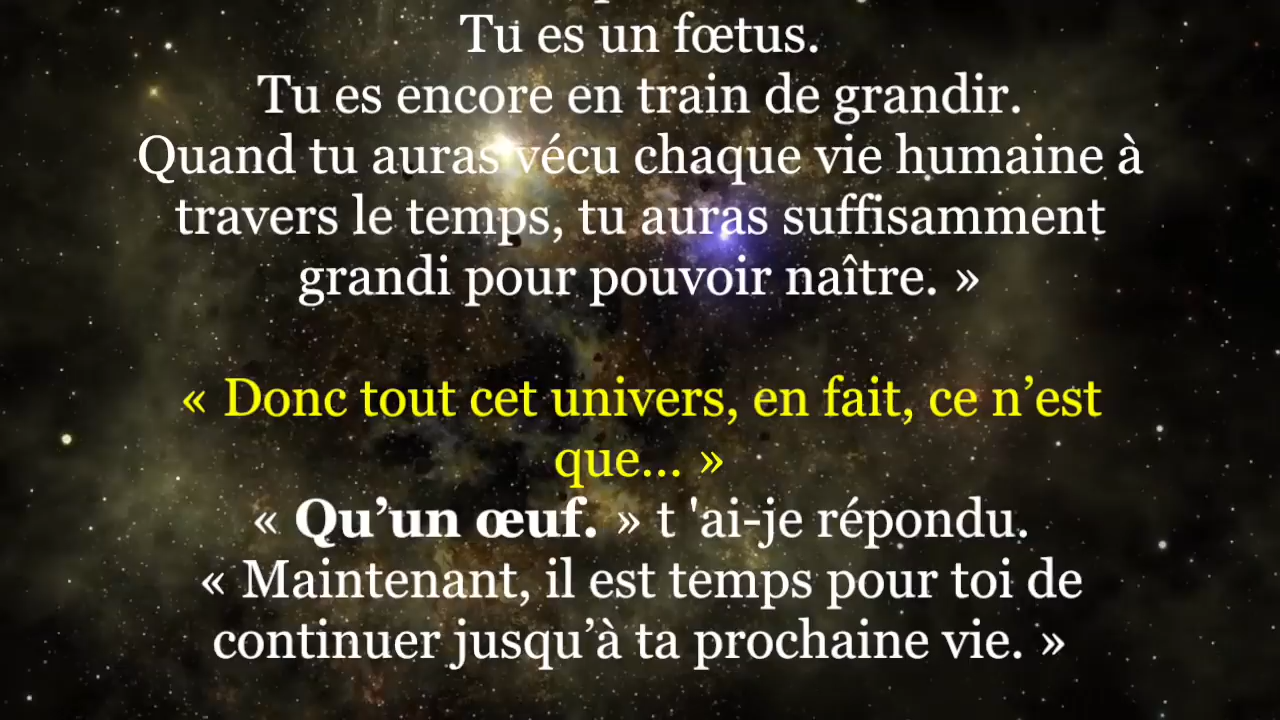 Tu es un fœtus.
Tu es encore en train de grandir.
Quand tu auras vécu chaque vie humaine à
travers le temps, tu auras suffisamment
grandi pour pouvoir naître. »
« Donc tout cet univers, en fait, ce n’est
que... »
« Qu’un œuf. » t 'ai-je répondu.
« Maintenant, il est temps pour toi de
continuer jusqu’à ta prochaine vie. »